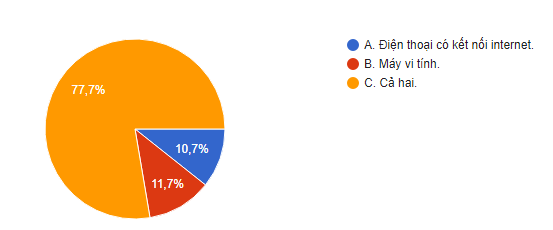 A. Điện thoại có kết nối internet.
B. Máy vi tính.
C. Cả hai.
77,7%
10,7%
11,7%